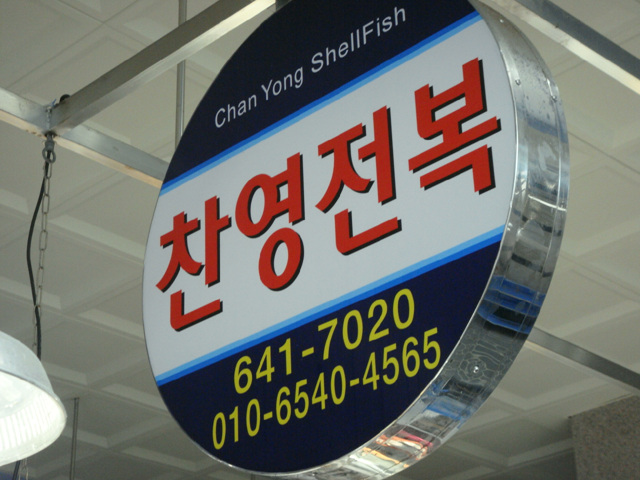 Chan Yong ShellFish
찬영전복
641-7020
010-6540-4565